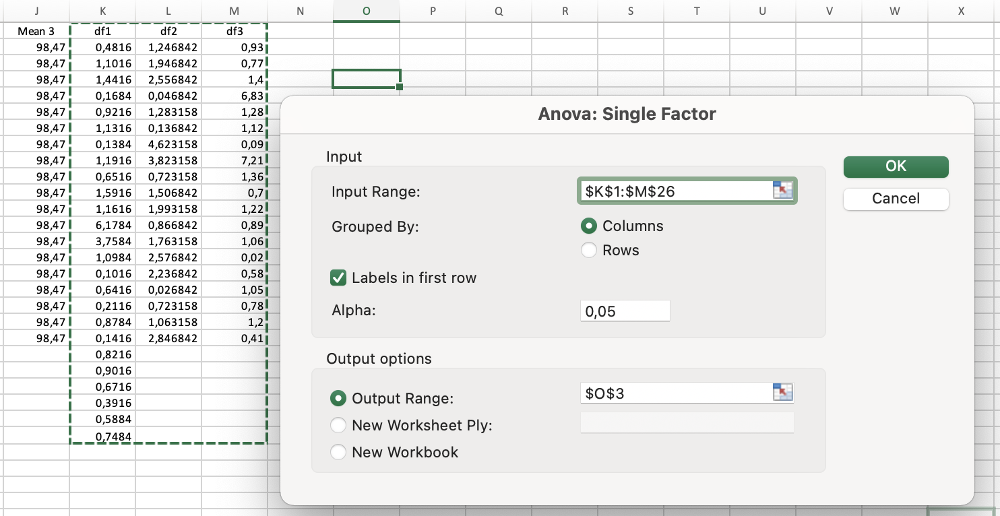 J K L M N O P Q R S T U V W X
Mean 3 df1 df2 df3
98,47 0,4816 1,246842 0,93
98,47 1,1016 1,946842 0,77
98,47 1,4416 2,556842 1,4
98,47 0,1684 0,046842 6,83
98,47 0,9216 1,283158 1,28
98,47 1,1316 0,136842 1,12
98,47 0,1384 4,623158 0,09
98,47 1,1916 3,823158 7,21
98,47 0,6516 0,723158 1,36
98,47 1,5916 1,506842 0,7
98,47 1,1616 1,993158 1,22
98,47 6,1784 0,866842 0,89
98,47 3,7584 1,763158 1,06
98,47 1,0984 2,576842 0,02
98,47 0,1016 2,236842 0,58
98,47 0,6416 0,026842 1,05
98,47 0,2116 0,723158 0,78
98,47 0,8784 1,063158 1,2
98,47 0,1416 2,846842 0,41
0,8216
0,9016
0,6716
0,3916
0,5884
0,7484
Anova: Single Factor
Input
Input Range: $K$1:$M$26
Grouped By: Columns
Rows
Labels in first row
Alpha: 0,05
Output options
Output Range: $O$3
New Worksheet Ply:
New Workbook
OK
Cancel